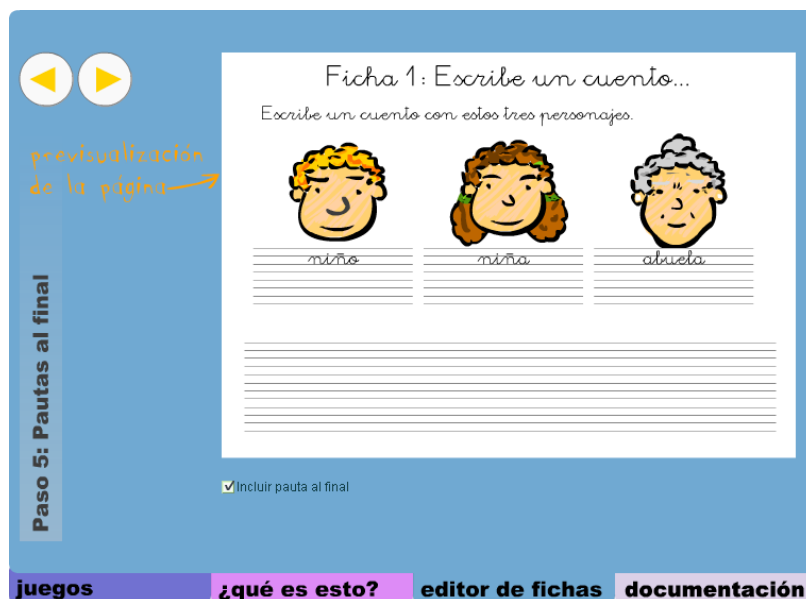 Ficha 1: Escribe un cuento...
Escribe un cuento con estos tres personajes.
previsualización
de la página
niño
niña
abuela
Paso 5: Pautas al final
Incluir pauta al final
juegos
¿qué es esto?
editor de fichas
documentación